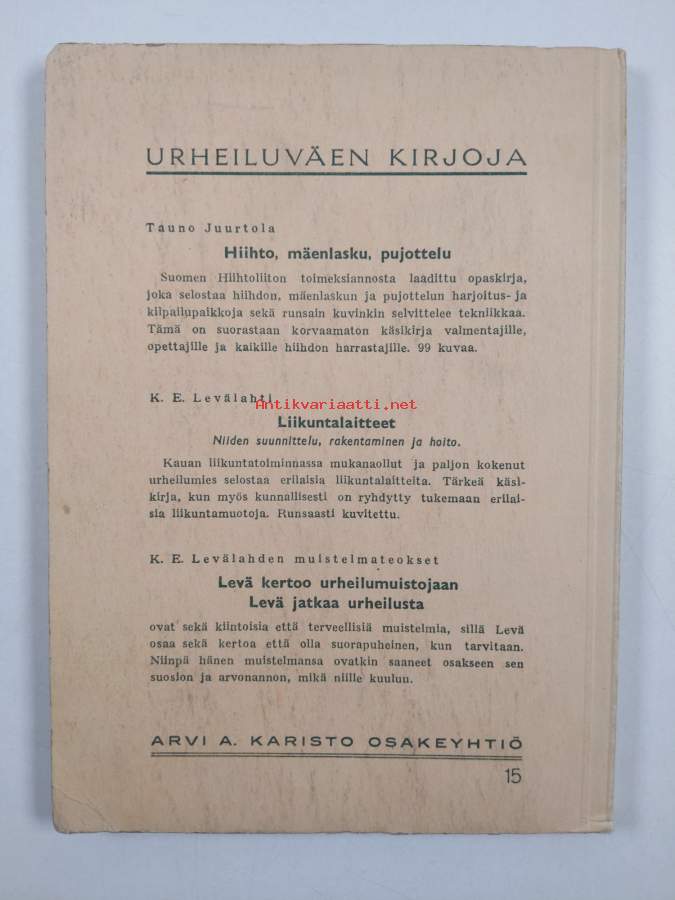 URHEILUVÄEN KIRJOJA
Tauno Juurtola
Hiihto, mäenlasku, pujottelu
Suomen Hiihtoliiton toimeksiannosta laadittu opaskirja,
joka selostaa hiihdon, mäenlaskun ja pujottelun harjoitus- ja
kilpailupaikkoja sekä runsain kuvinkin selvittelee tekniikkaa.
Tämä on suorastaan korvaamaton käsikirja valmentajille,
opettajille ja kaikille hiihdon harrastajille. 99 kuvaa.
K. E. Levälahti
Antikvariaatti.net
Liikuntalaitteet
Niiden suunnittelu, rakentaminen ja hoito.
Kauan liikuntatoiminnassa mukanaollut ja paljon kokenut
urheilumies selostaa erilaisia liikuntalaitteita. Tärkeä käsi-
kirja, kun myös kunnallisesti on ryhdytty tukemaan erilai-
sia liikuntamuotoja. Runsaasti kuvitettu.
K. E. Levälahden muistelmateokset
Levä kertoo urheilumuistojaan
Levä jatkaa urheilusta
ovat sekä kiintoisia että terveellisiä muistelmia, sillä Levä
osaa sekä kertoa että olla suorapuheinen, kun tarvitaan.
Niinpä hänen muistelmansa ovatkin saaneet osakseen sen
suosion ja arvonannon, mikä niille kuuluu.
ARVI A. KARISTO OSAKEYHTIÖ
15